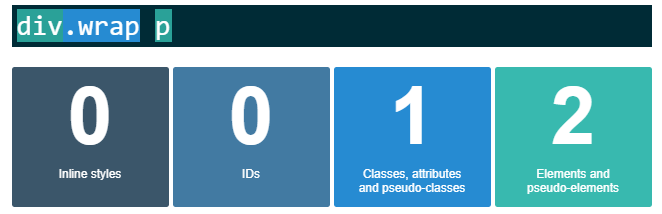 div.wrap p
0 0 1 2
Inline styles IDs Classes, attributes Elements and
and pseudo-classes pseudo-elements